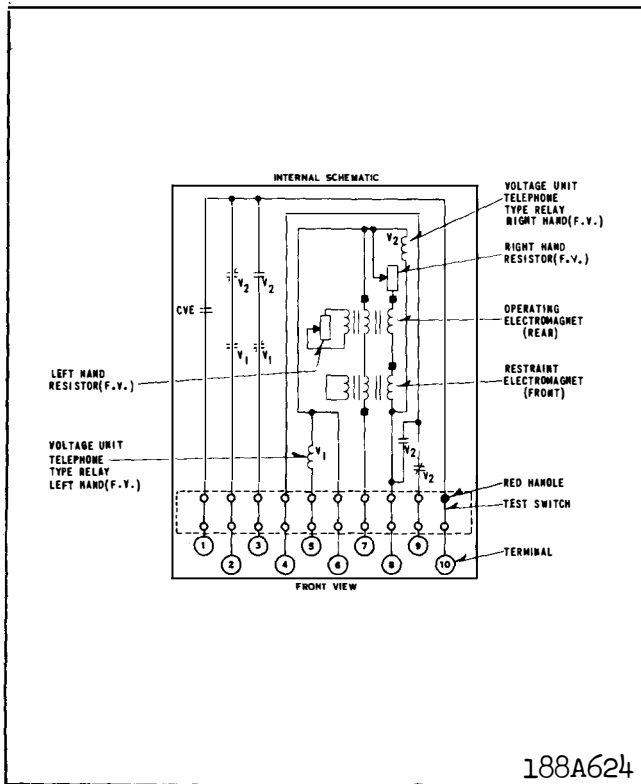 INTERNAL SCHEMATIC
VOLTAGE UNIT
TELEPHONE
TYPE RELAY
RIGHT HAND(F.V.)
V2
RIGHT HAND
RESISTOR(F.V.)
V2
V2
CVE
OPERATING
ELECTROMAGNET
(REAR)
V1
V1
LEFT HAND
RESISTOR(F.V.)
RESTRAINT
ELECTROMAGNET
(FRONT)
VOLTAGE UNIT
TELEPHONE
TYPE RELAY
LEFT HAND(F.V.)
V1
V2
V2
RED HANDLE
TEST SWITCH
1
3
5
7
9
2
4
6
8
10
TERMINAL
FRONT VIEW
188A624